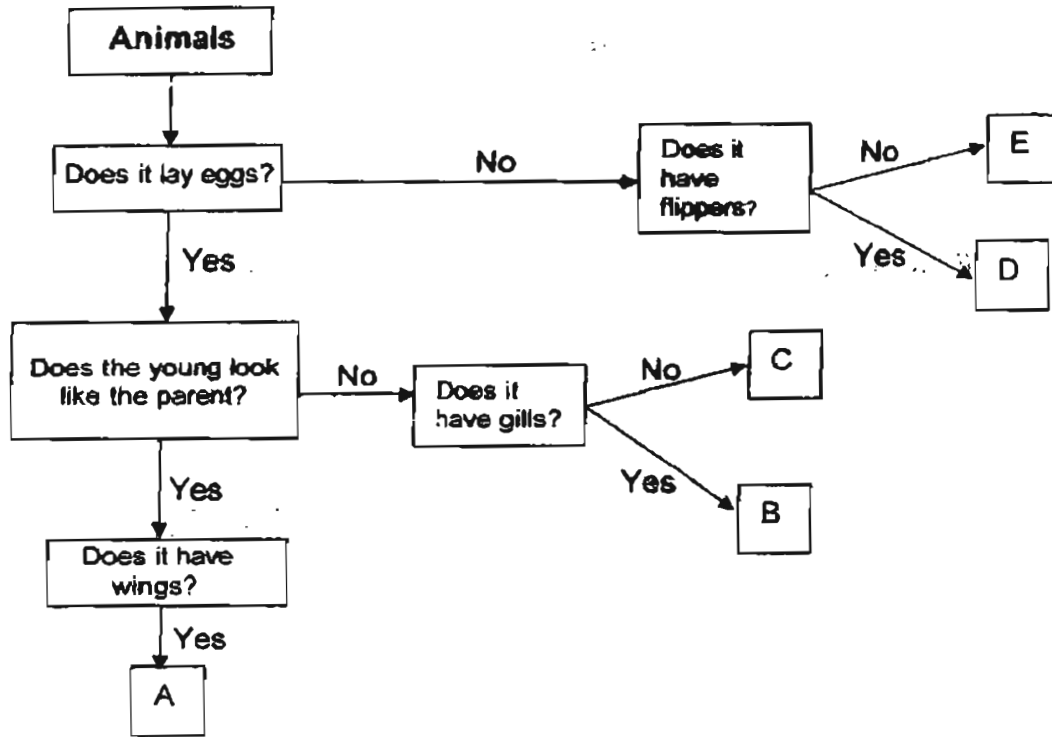 Animals
Does it lay eggs?
No
Does it
have
flippers?
No
E
Yes
D
Yes
Does the young look
like the parent?
No
Does it
have gills?
No
C
Yes
B
Yes
Does it have
wings?
Yes
A